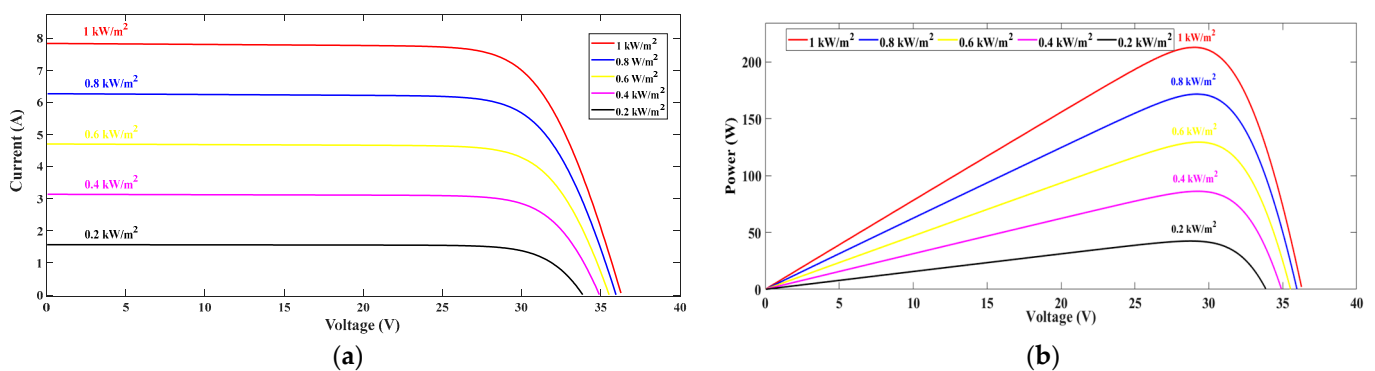 1 kW/m²
0.8 kW/m²
0.6 kW/m²
0.4 kW/m²
0.2 kW/m²
1 kW/m²
0.8 W/m²
0.6 W/m²
0.4 kW/m²
0.2 kW/m²
Current (A)
8
7
6
5
4
3
2
1
0
0 5 10 15 20 25 30 35 40
Voltage (V)
(a)
1 kW/m² 0.8 kW/m² 0.6 kW/m² 0.4 kW/m² 0.2 kW/m²
1 kW/m²
0.8 kW/m²
0.6 kW/m²
0.4 kW/m²
0.2 kW/m²
Power (W)
200
150
100
50
0
0 5 10 15 20 25 30 35 40
Voltage (V)
(b)